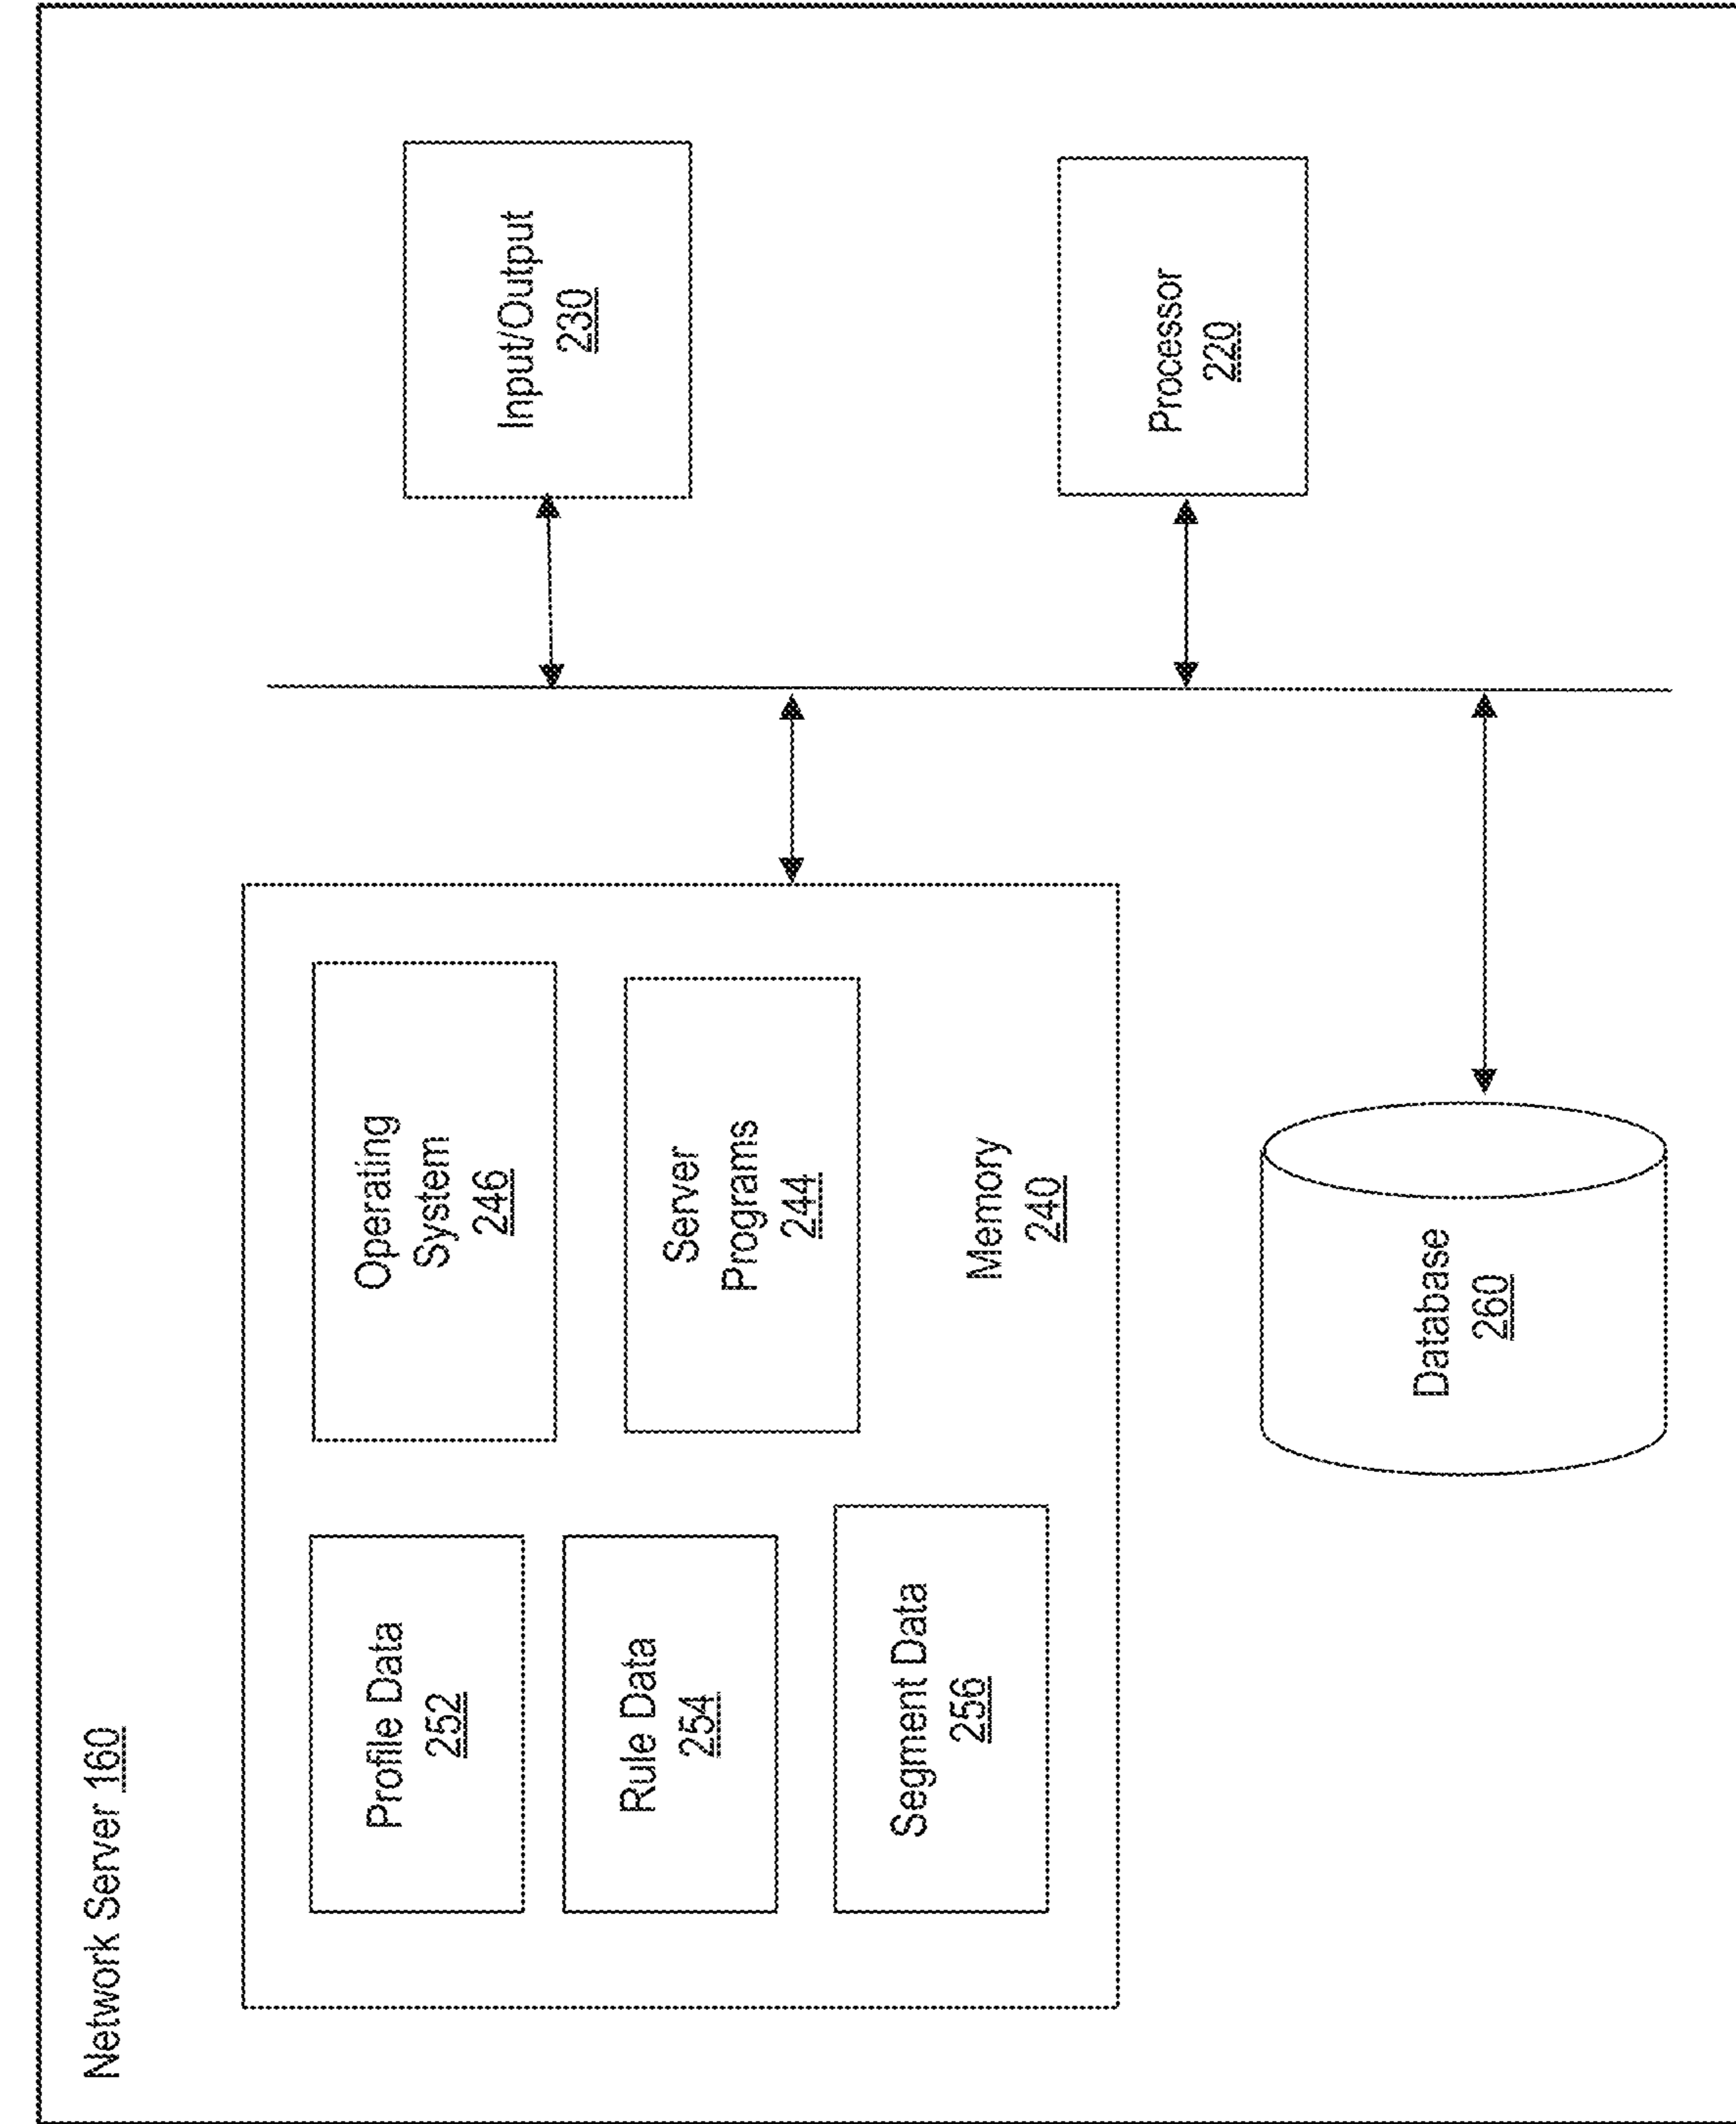 Network Server 160
Profile Data
252
Rule Data
254
Segment Data
256
Operating
System
246
Server
Programs
244
Memory
240
Database
260
Input/Output
230
Processor
220